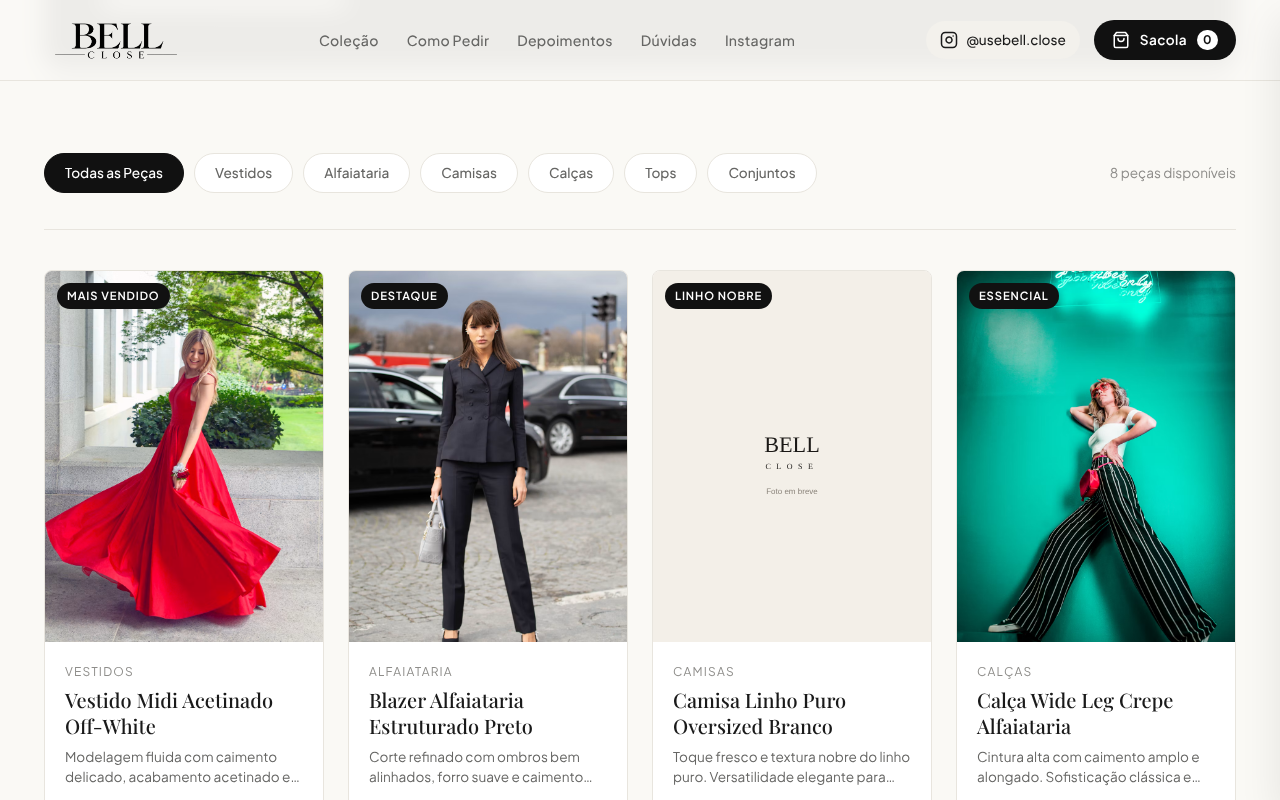 BELL
CLOSE
Coleção
Como Pedir
Depoimentos
Dúvidas
Instagram
@usebell.close
Sacola
0
Todas as Peças
Vestidos
Alfaiataria
Camisas
Calças
Tops
Conjuntos
8 peças disponíveis
MAIS VENDIDO
DESTAQUE
LINHO NOBRE
ESSENCIAL
BELL
CLOSE
Foto em breve
VESTIDOS
Vestido Midi Acetinado
Off-White
Modelagem fluida com caimento
delicado, acabamento acetinado e…
ALFAIATARIA
Blazer Alfaiataria
Estruturado Preto
Corte refinado com ombros bem
alinhados, forro suave e caimento…
CAMISAS
Camisa Linho Puro
Oversized Branco
Toque fresco e textura nobre do linho
puro. Versatilidade elegante para…
CALÇAS
Calça Wide Leg Crepe
Alfaiataria
Cintura alta com caimento amplo e
alongado. Sofisticação clássica e…